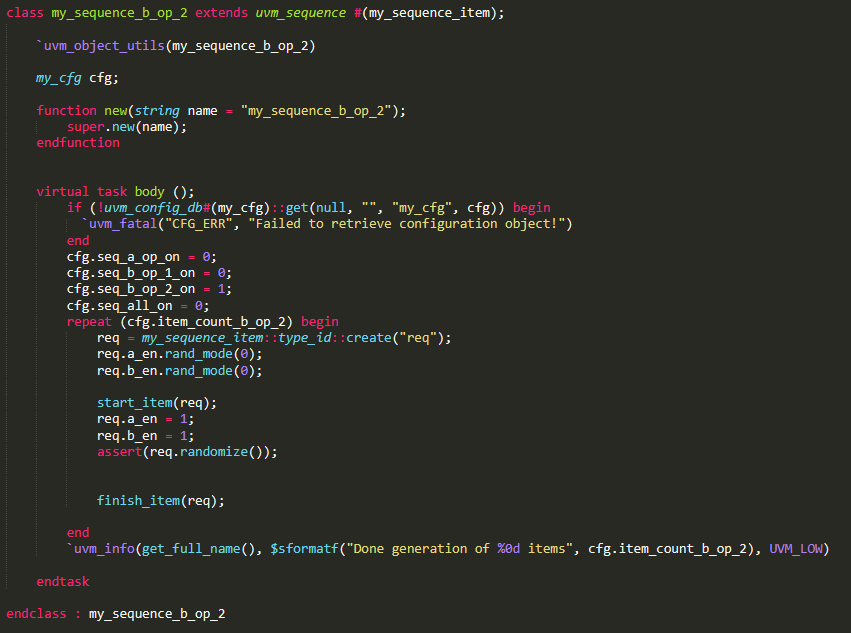 class my_sequence_b_op_2 extends uvm_sequence #(my_sequence_item);
`uvm_object_utils(my_sequence_b_op_2)
my_cfg cfg;
function new(string name = "my_sequence_b_op_2");
super.new(name);
endfunction
virtual task body ();
if (!uvm_config_db#(my_cfg)::get(null, "", "my_cfg", cfg)) begin
`uvm_fatal("CFG_ERR", "Failed to retrieve configuration object!")
end
cfg.seq_a_op_on = 0;
cfg.seq_b_op_1_on = 0;
cfg.seq_b_op_2_on = 1;
cfg.seq_all_on = 0;
repeat (cfg.item_count_b_op_2) begin
req = my_sequence_item::type_id::create("req");
req.a_en.rand_mode(0);
req.b_en.rand_mode(0);
start_item(req);
req.a_en = 1;
req.b_en = 1;
assert(req.randomize());
finish_item(req);
end
`uvm_info(get_full_name(), $sformatf("Done generation of %0d items", cfg.item_count_b_op_2), UVM_LOW)
endtask
endclass : my_sequence_b_op_2